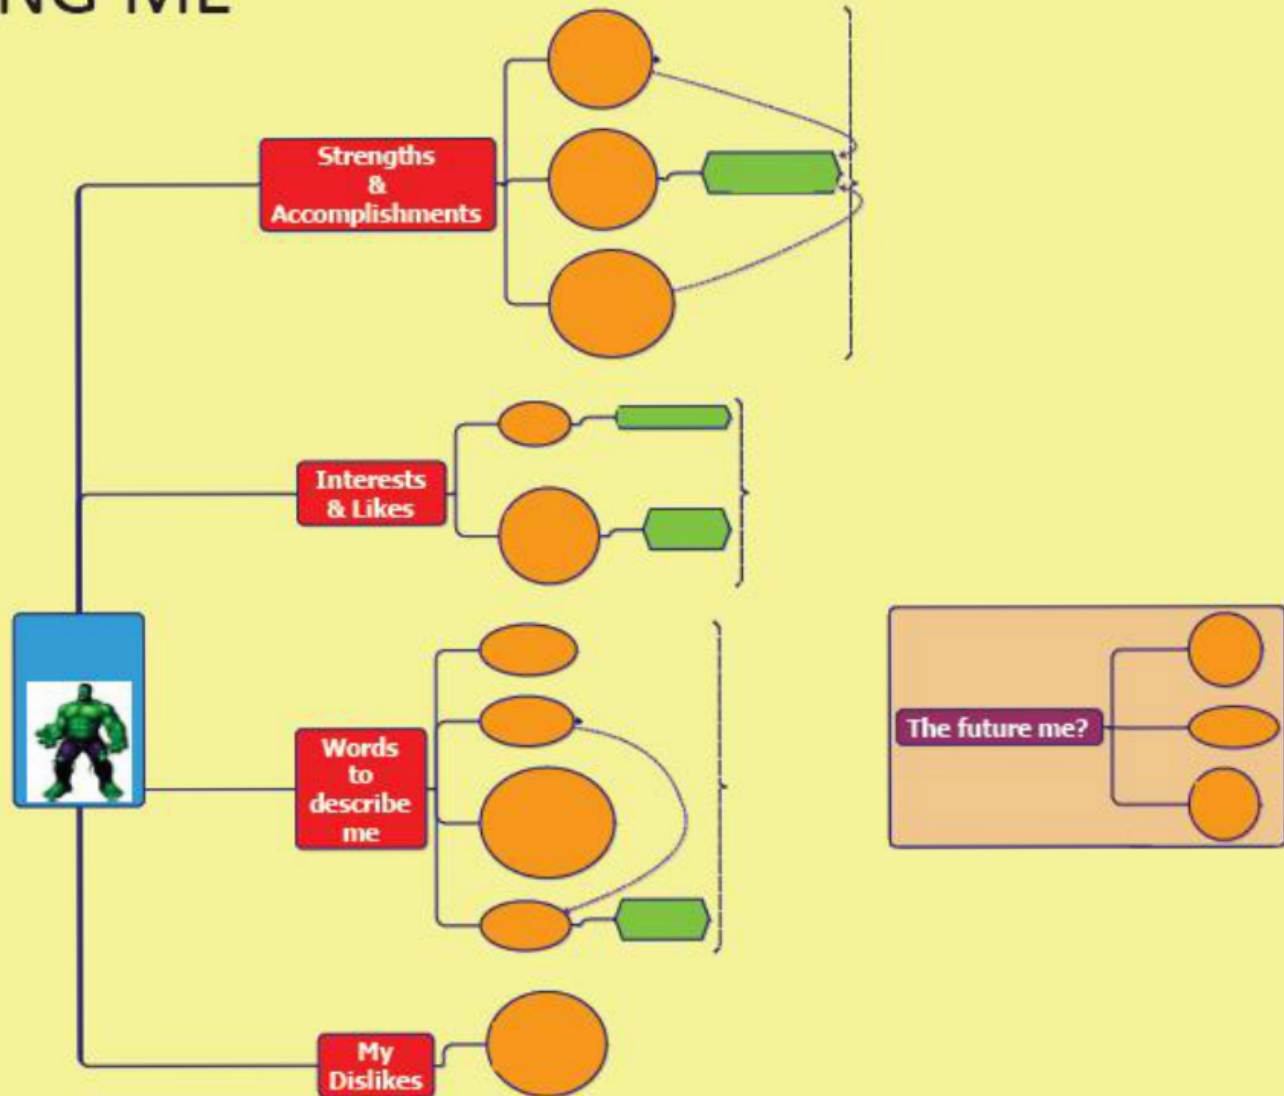 NG ME
Strengths
&
Accomplishments
Interests
& Likes
Words
to
describe
me
The future me?
My
Dislikes